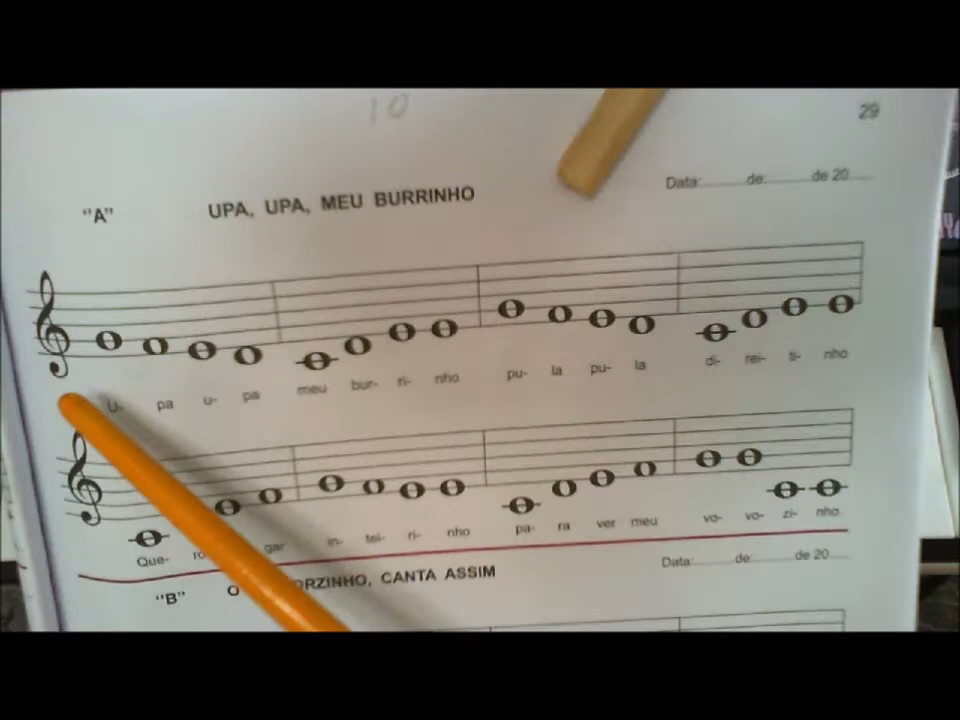 10
29
Data:..........de:..........de 20.....
"A" UPA, UPA, MEU BURRINHO
U- pa u- pa meu bur- ri- nho pu- la pu- la di- rei- ti- nho
Que- ro gar in- tei- ri- nho pa- ra ver meu vo- vo- zi- nho
Data:..........de:..........de 20.....
"B" O ORZINHO, CANTA ASSIM